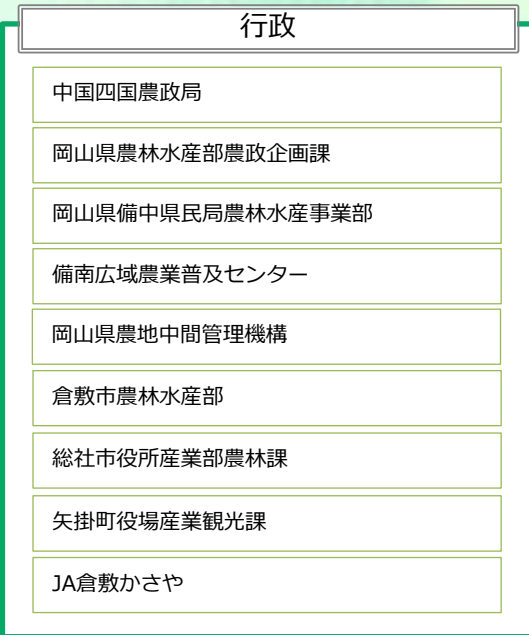 行政
中国四国農政局
岡山県農林水産部農政企画課
岡山県備中県民局農林水産事業部
備南広域農業普及センター
岡山県農地中間管理機構
倉敷市農林水産部
総社市役所産業部農林課
矢掛町役場産業観光課
JA倉敷かさや